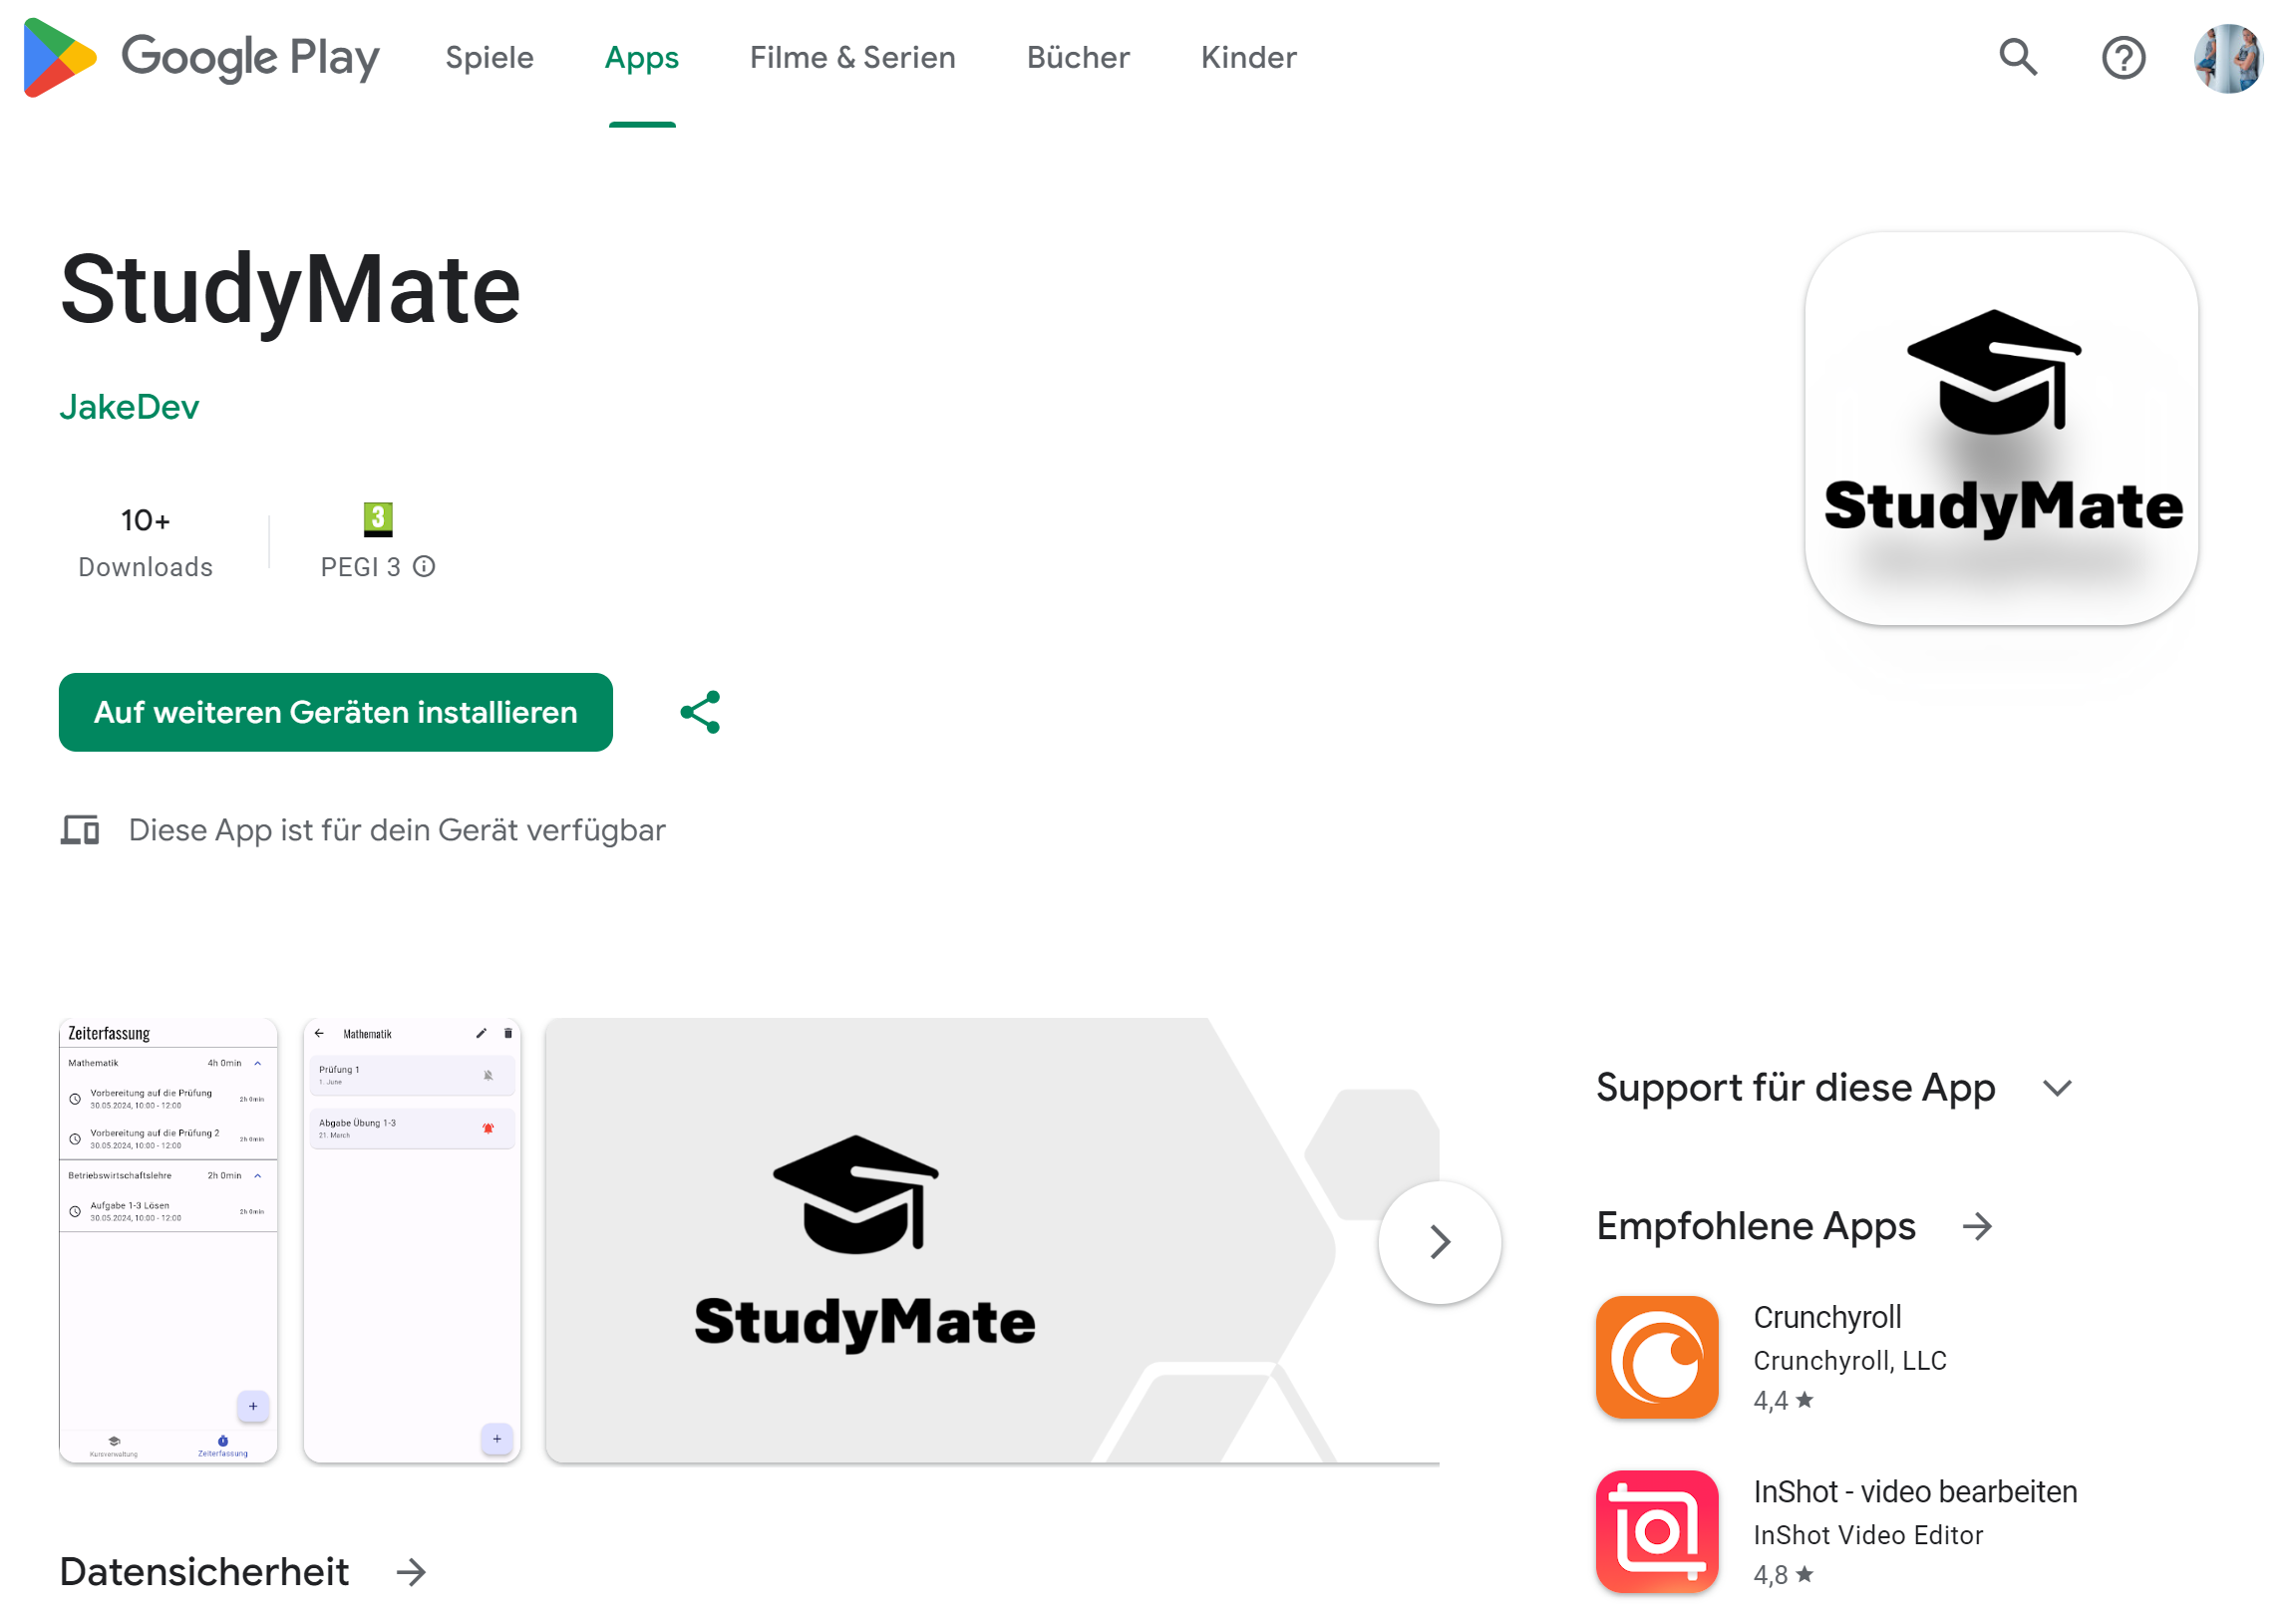 Google Play Spiele Apps Filme & Serien Bücher Kinder
StudyMate
JakeDev
10+
Downloads
3
PEGI 3
StudyMate
Auf weiteren Geräten installieren
Diese App ist für dein Gerät verfügbar
Zeiterfassung
Mathematik 4h 0min
Vorbereitung auf die Prüfung
30.05.2024, 10:00 - 12:00 2h 0min
Vorbereitung auf die Prüfung 2
30.05.2024, 10:00 - 12:00 2h 0min
Betriebswirtschaftslehre 2h 0min
Aufgabe 1-3 Lösen
30.05.2024, 10:00 - 12:00 2h 0min
+
Kursverwaltung Zeiterfassung
Mathematik
Prüfung 1
1. June
Abgabe Übung 1-3
21. March
+
StudyMate
Support für diese App
Empfohlene Apps
Crunchyroll
Crunchyroll, LLC
4,4 ★
InShot - video bearbeiten
InShot Video Editor
4,8 ★
Datensicherheit